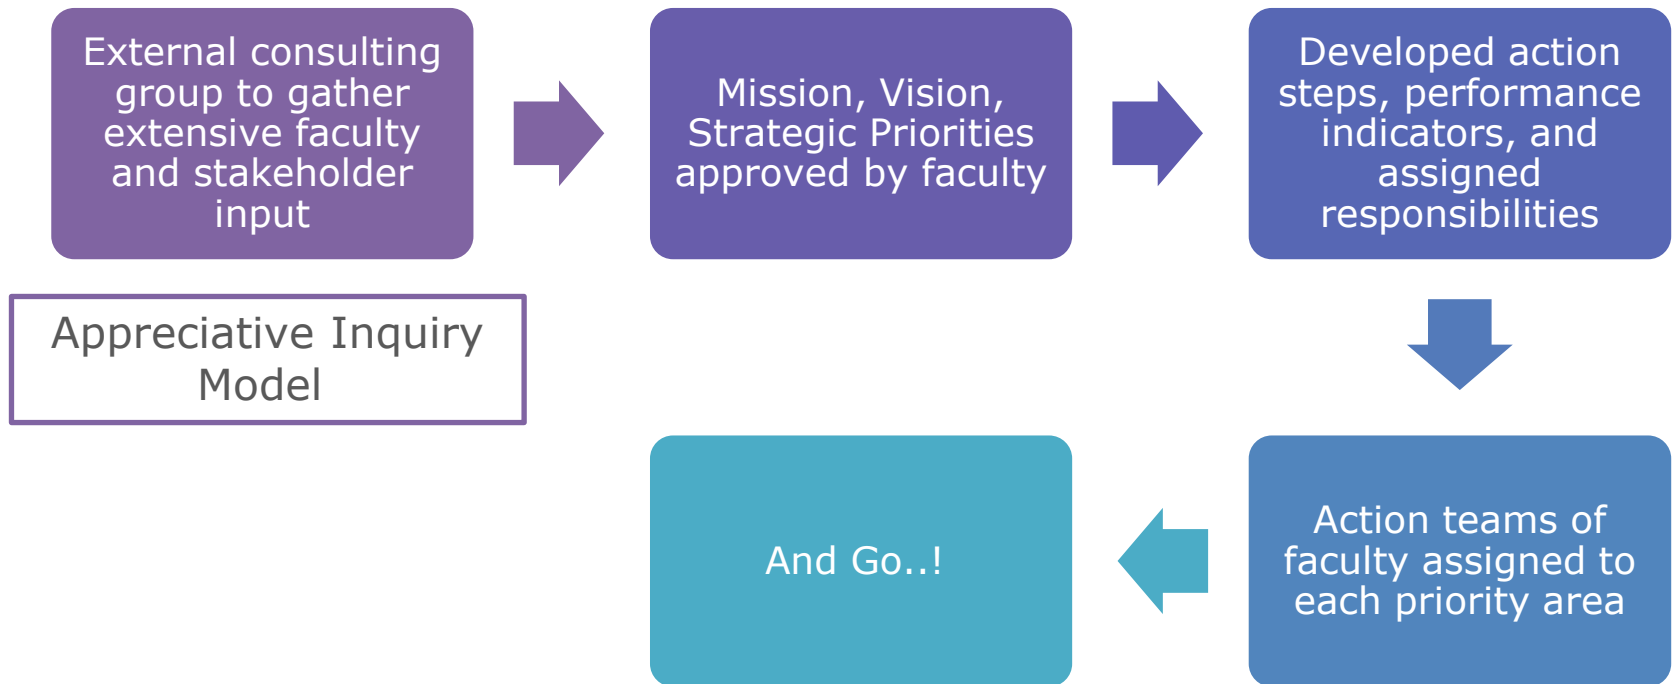 External consulting
group to gather
extensive faculty
and stakeholder
input
Mission, Vision,
Strategic Priorities
approved by faculty
Developed action
steps, performance
indicators, and
assigned
responsibilities
Appreciative Inquiry
Model
Action teams of
faculty assigned to
each priority area
And Go..!